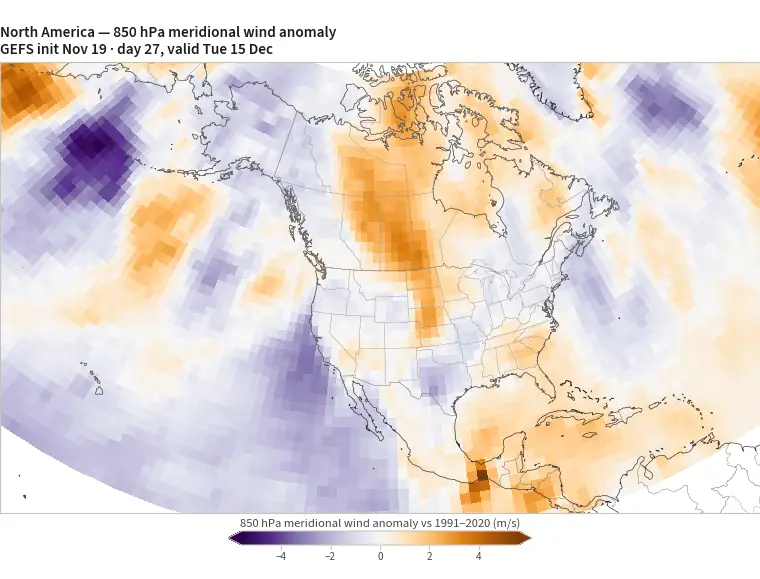 North America — 850 hPa meridional wind anomaly
GEFS init Nov 19 · day 27, valid Tue 15 Dec
850 hPa meridional wind anomaly vs 1991–2020 (m/s)
−4 −2 0 2 4